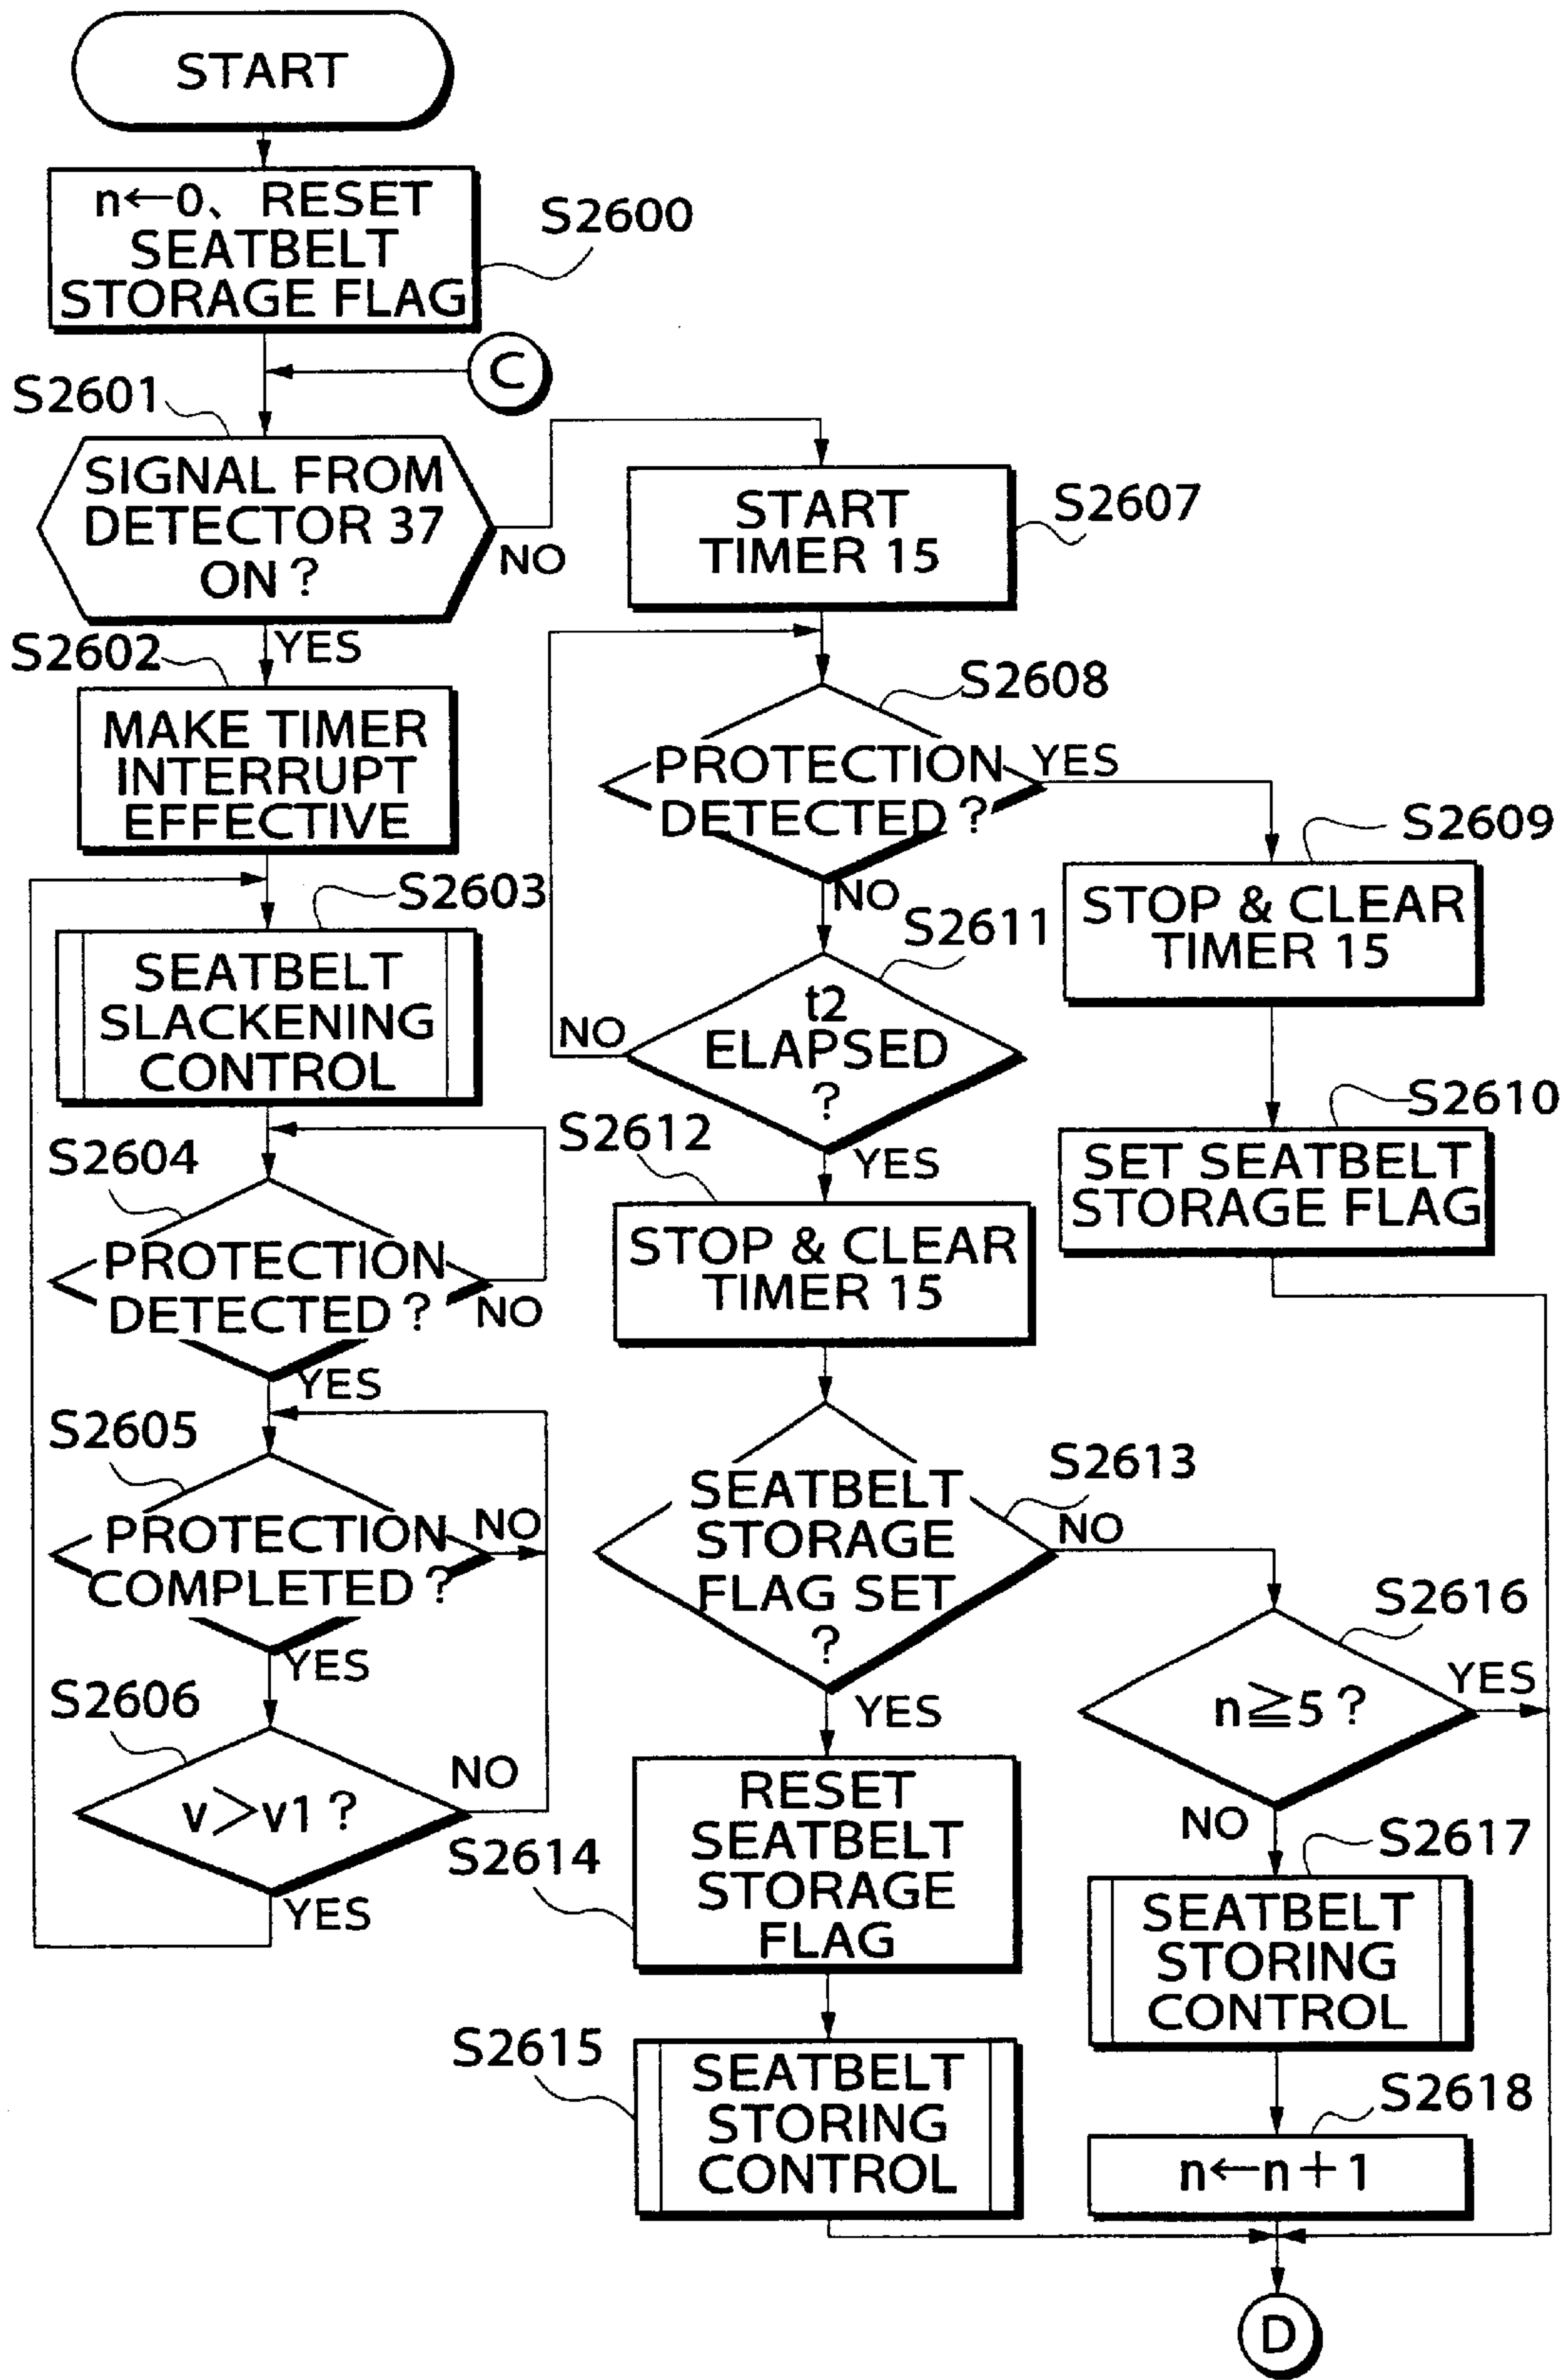 START
n←0、RESET
SEATBELT
STORAGE FLAG
S2600
C
S2601
SIGNAL FROM
DETECTOR 37
ON?
NO
YES
S2602
MAKE TIMER
INTERRUPT
EFFECTIVE
S2603
SEATBELT
SLACKENING
CONTROL
S2604
PROTECTION
DETECTED?
NO
YES
S2605
PROTECTION
COMPLETED?
NO
YES
S2606
v>v1?
NO
YES
START
TIMER 15
S2607
S2608
PROTECTION
DETECTED?
YES
NO
S2609
STOP & CLEAR
TIMER 15
S2610
SET SEATBELT
STORAGE FLAG
S2611
t2
ELAPSED
?
NO
YES
S2612
STOP & CLEAR
TIMER 15
S2613
SEATBELT
STORAGE
FLAG SET
?
NO
YES
S2614
RESET
SEATBELT
STORAGE
FLAG
S2615
SEATBELT
STORING
CONTROL
S2616
n≧5?
YES
NO
S2617
SEATBELT
STORING
CONTROL
S2618
n←n+1
D